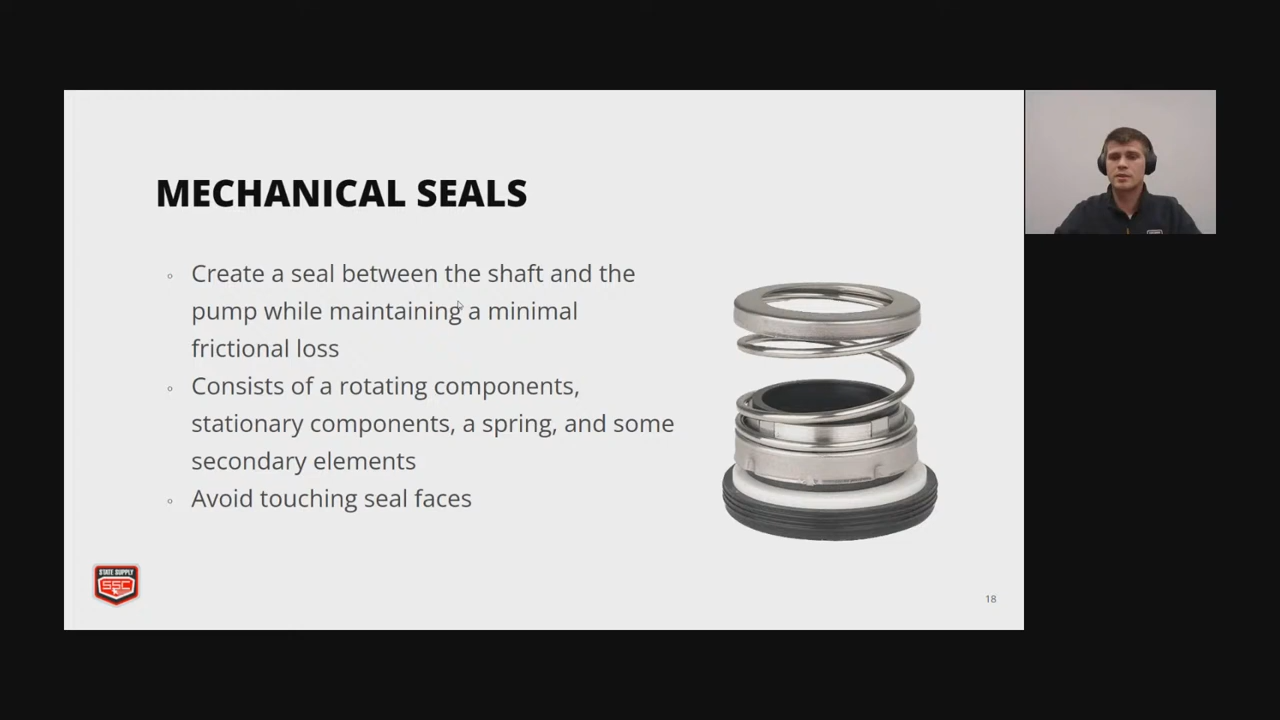 MECHANICAL SEALS
Create a seal between the shaft and the
pump while maintaining a minimal
frictional loss
Consists of a rotating components,
stationary components, a spring, and some
secondary elements
Avoid touching seal faces
STATE SUPPLY
SSC
18